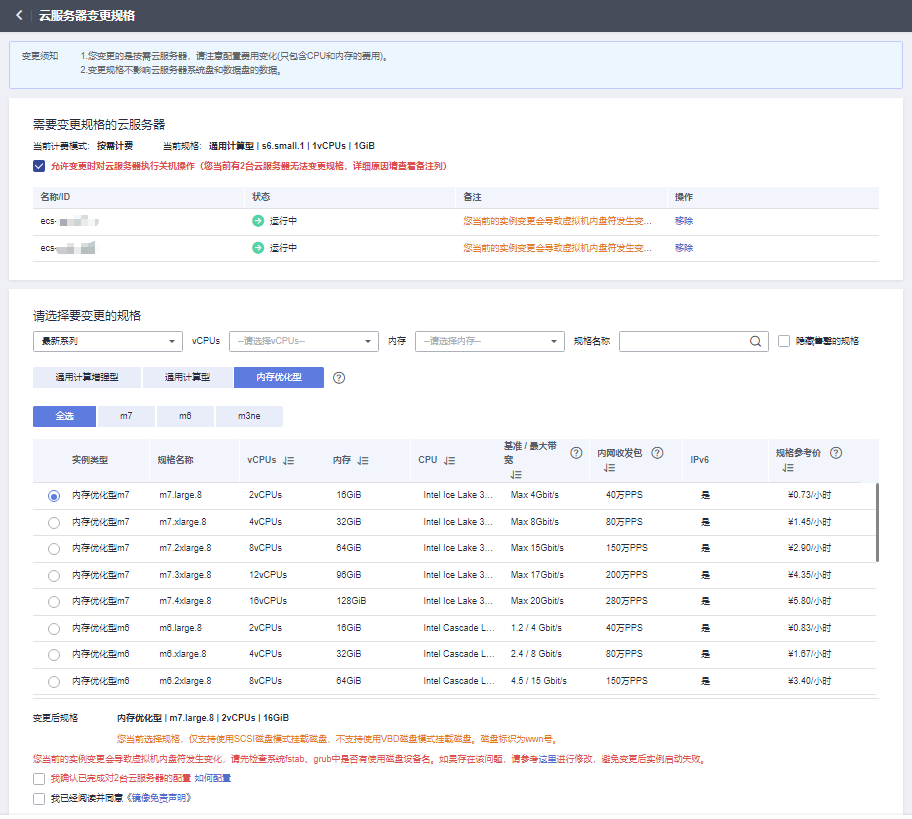 云服务器变更规格
变更须知
1.您变更的是按需云服务器，请注意配置费用变化(只包含CPU和内存的费用)。
2.变更规格不影响云服务器系统盘和数据盘的数据。
需要变更规格的云服务器
当前计费模式: 按需计费 当前规格: 通用计算型 | s6.small.1 | 1vCPUs | 1GiB
允许变更时对云服务器执行关机操作（您当前有2台云服务器无法变更规格，详细原因请查看备注列）
名称/ID 状态 备注 操作
ecs- 运行中 您当前的实例变更会导致虚拟机内盘符发生变... 移除
ecs- 运行中 您当前的实例变更会导致虚拟机内盘符发生变... 移除
请选择要变更的规格
最新系列 vCPUs --请选择vCPUs-- 内存 --请选择内存-- 规格名称 隐藏售罄的规格
通用计算增强型 通用计算型 内存优化型
全选 m7 m6 m3ne
实例类型 规格名称 vCPUs 内存 CPU 基准 / 最大带宽 内网收发包 IPv6 规格参考价
内存优化型m7 m7.large.8 2vCPUs 16GiB Intel Ice Lake 3... Max 4Gbit/s 40万PPS 是 ¥0.73/小时
内存优化型m7 m7.xlarge.8 4vCPUs 32GiB Intel Ice Lake 3... Max 8Gbit/s 80万PPS 是 ¥1.45/小时
内存优化型m7 m7.2xlarge.8 8vCPUs 64GiB Intel Ice Lake 3... Max 15Gbit/s 150万PPS 是 ¥2.90/小时
内存优化型m7 m7.3xlarge.8 12vCPUs 96GiB Intel Ice Lake 3... Max 17Gbit/s 200万PPS 是 ¥4.35/小时
内存优化型m7 m7.4xlarge.8 16vCPUs 128GiB Intel Ice Lake 3... Max 20Gbit/s 280万PPS 是 ¥5.80/小时
内存优化型m6 m6.large.8 2vCPUs 16GiB Intel Cascade L... 1.2 / 4 Gbit/s 40万PPS 是 ¥0.83/小时
内存优化型m6 m6.xlarge.8 4vCPUs 32GiB Intel Cascade L... 2.4 / 8 Gbit/s 80万PPS 是 ¥1.67/小时
内存优化型m6 m6.2xlarge.8 8vCPUs 64GiB Intel Cascade L... 4.5 / 15 Gbit/s 150万PPS 是 ¥3.40/小时
变更后规格 内存优化型 | m7.large.8 | 2vCPUs | 16GiB
您当前选择规格，仅支持使用SCSI磁盘模式挂载磁盘，不支持使用VBD磁盘模式挂载磁盘。磁盘标识为wwn号。
您当前的实例变更会导致虚拟机内盘符发生变化，请先检查系统fstab、grub中是否有使用磁盘设备名。如果存在该问题，请参考这里进行修改，避免变更后实例启动失败。
我确认已完成对2台云服务器的配置 如何配置
我已经阅读并同意《镜像免责声明》